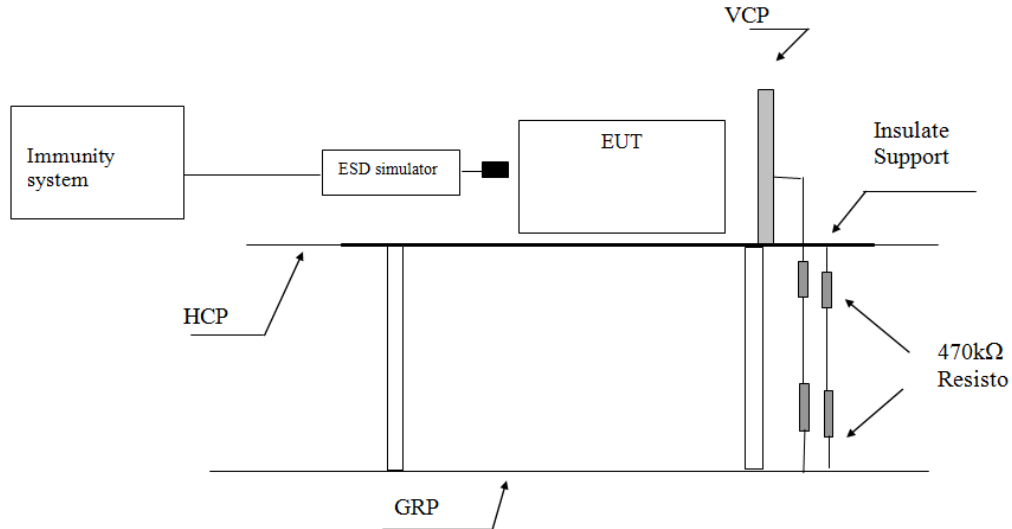 VCP
Insulate
Support
Immunity
system
ESD simulator
EUT
HCP
470kΩ
Resisto
GRP